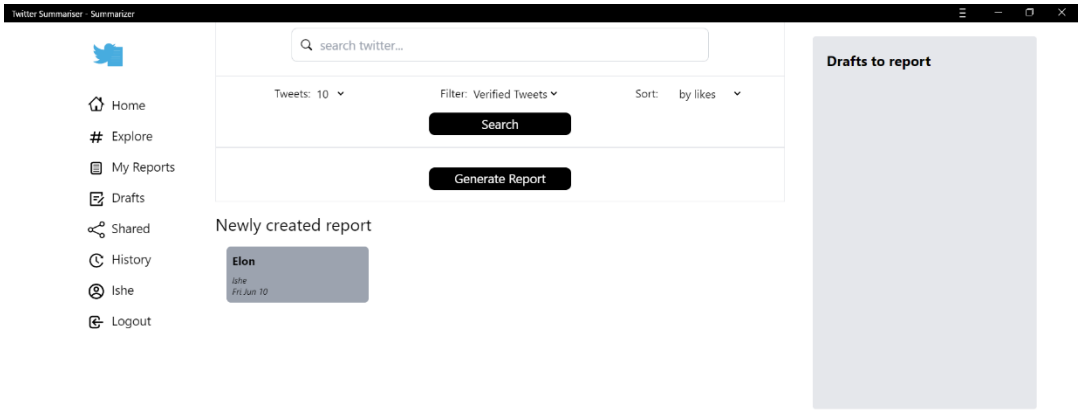 Twitter Summariser - Summarizer
search twitter...
Tweets: 10 Filter: Verified Tweets Sort: by likes
Search
Generate Report
Home
Explore
My Reports
Drafts
Shared
History
Ishe
Logout
Newly created report
Elon
Ishe
Fri Jun 10
Drafts to report